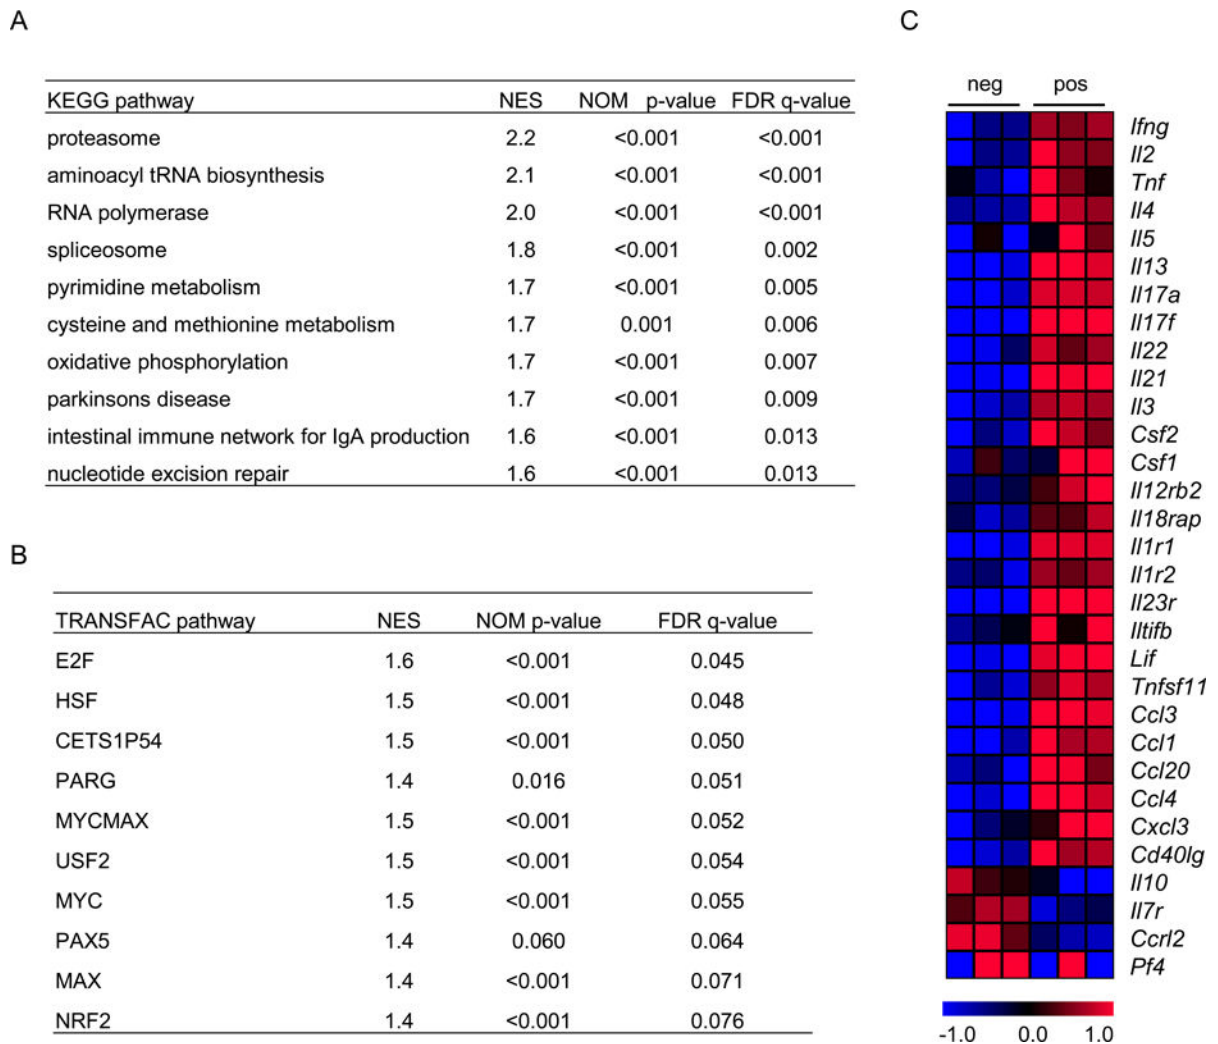 A
KEGG pathway NES NOM p-value FDR q-value
proteasome 2.2 <0.001 <0.001
aminoacyl tRNA biosynthesis 2.1 <0.001 <0.001
RNA polymerase 2.0 <0.001 <0.001
spliceosome 1.8 <0.001 0.002
pyrimidine metabolism 1.7 <0.001 0.005
cysteine and methionine metabolism 1.7 0.001 0.006
oxidative phosphorylation 1.7 <0.001 0.007
parkinsons disease 1.7 <0.001 0.009
intestinal immune network for IgA production 1.6 <0.001 0.013
nucleotide excision repair 1.6 <0.001 0.013
B
TRANSFAC pathway NES NOM p-value FDR q-value
E2F 1.6 <0.001 0.045
HSF 1.5 <0.001 0.048
CETS1P54 1.5 <0.001 0.050
PARG 1.4 0.016 0.051
MYCMAX 1.5 <0.001 0.052
USF2 1.5 <0.001 0.054
MYC 1.5 <0.001 0.055
PAX5 1.4 0.060 0.064
MAX 1.4 <0.001 0.071
NRF2 1.4 <0.001 0.076
C
neg pos
Ifng
Il2
Tnf
Il4
Il5
Il13
Il17a
Il17f
Il22
Il21
Il3
Csf2
Csf1
Il12rb2
Il18rap
Il1r1
Il1r2
Il23r
Iltifb
Lif
Tnfsf11
Ccl3
Ccl1
Ccl20
Ccl4
Cxcl3
Cd40lg
Il10
Il7r
Ccrl2
Pf4
-1.0 0.0 1.0